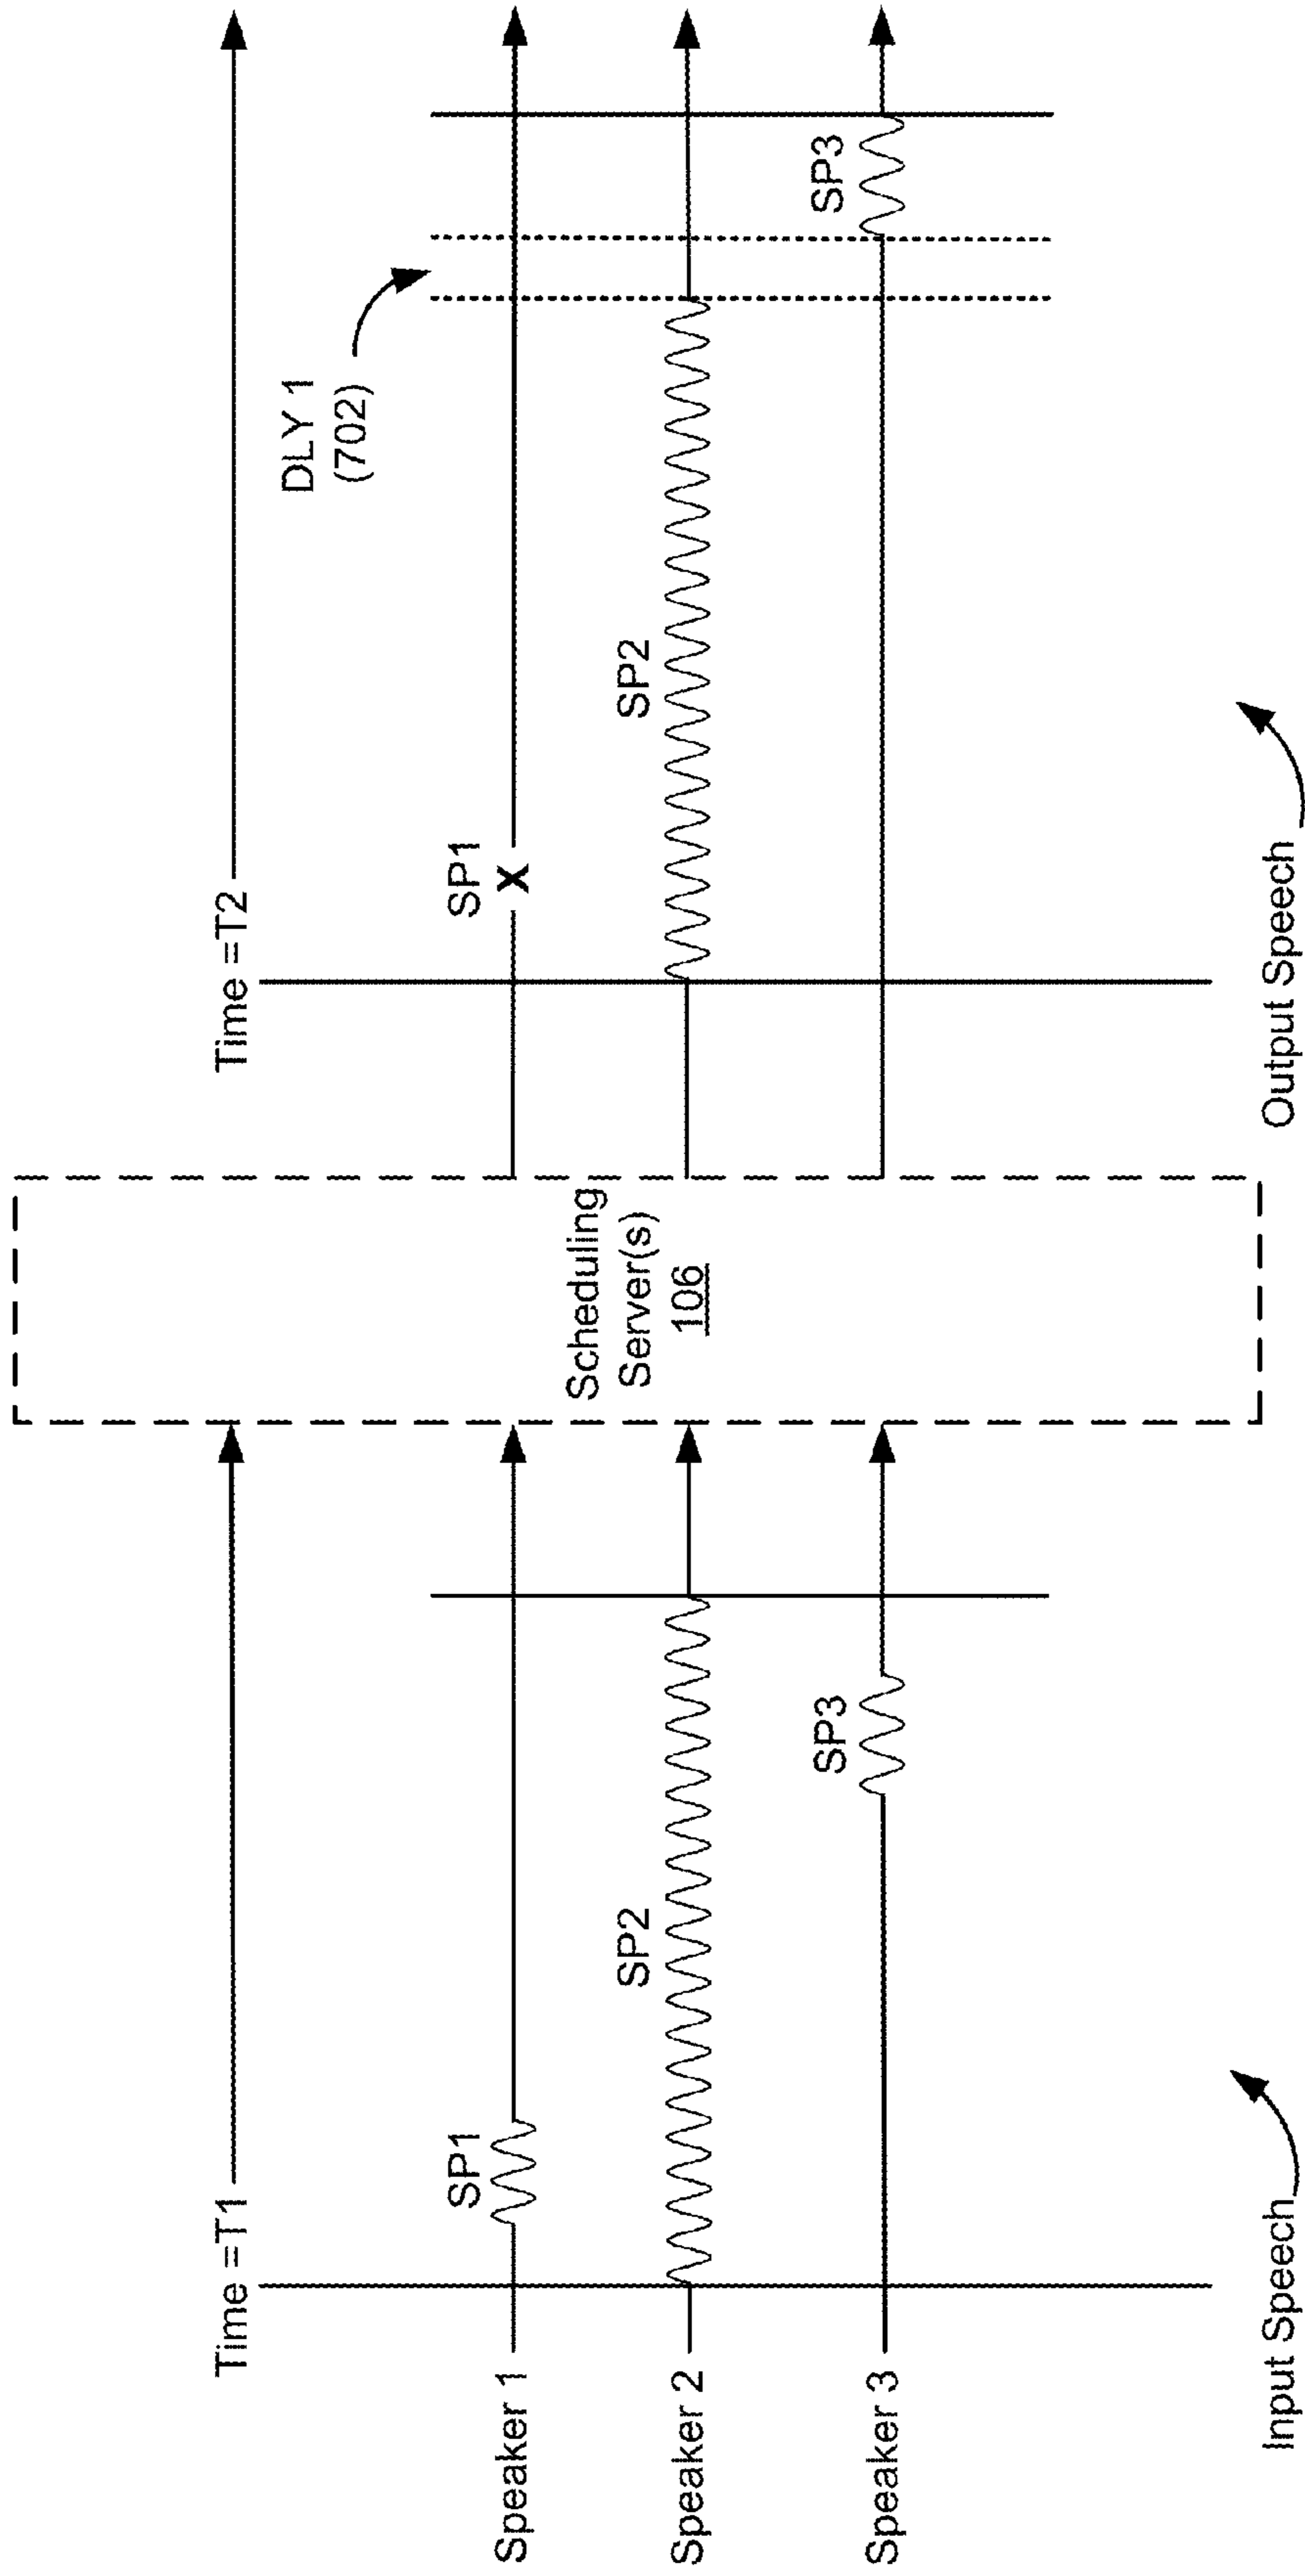 Time =T1
Time =T2
DLY 1
(702)
Speaker 1
SP1
SP1
X
Speaker 2
SP2
SP2
Speaker 3
SP3
SP3
Scheduling
Server(s)
106
Input Speech
Output Speech